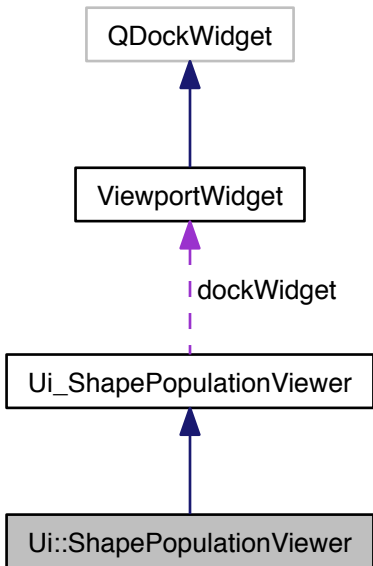 QDockWidget
ViewportWidget
dockWidget
Ui_ShapePopulationViewer
Ui::ShapePopulationViewer